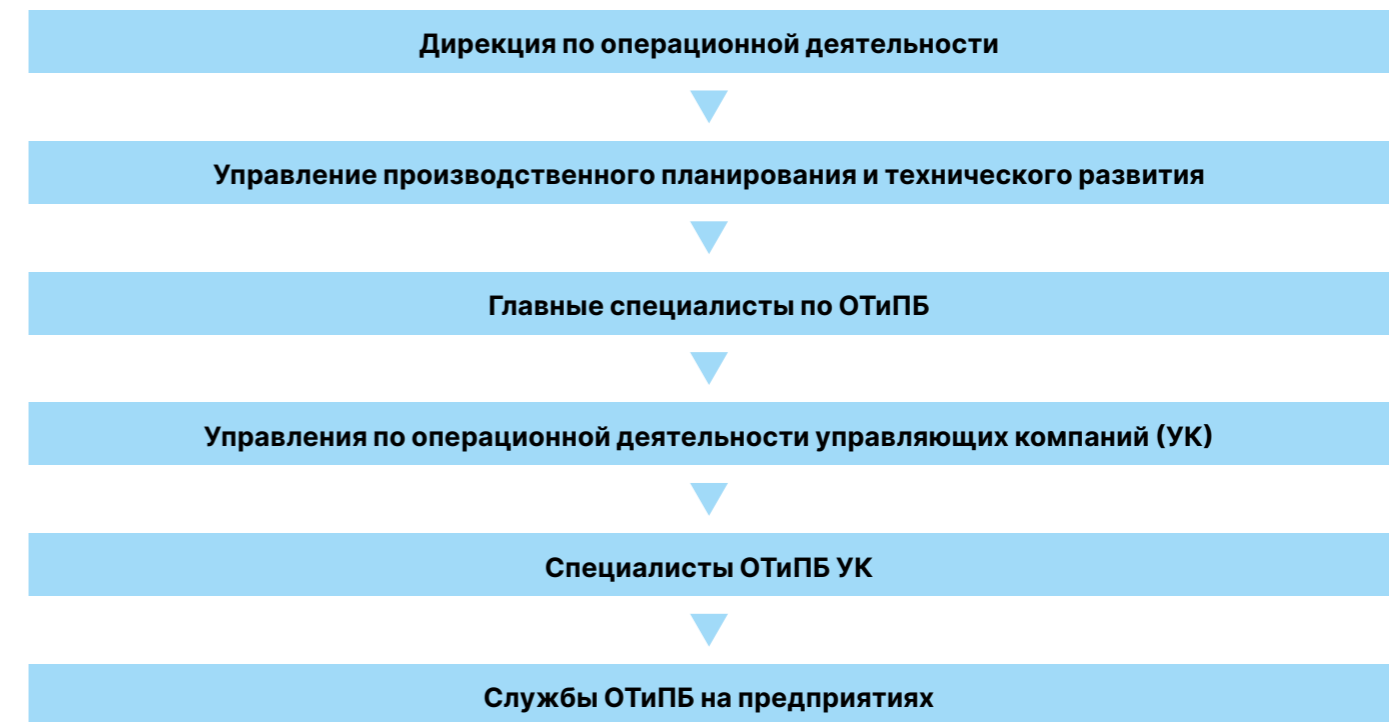 Дирекция по операционной деятельности
Управление производственного планирования и технического развития
Главные специалисты по ОТиПБ
Управления по операционной деятельности управляющих компаний (УК)
Специалисты ОТиПБ УК
Службы ОТиПБ на предприятиях